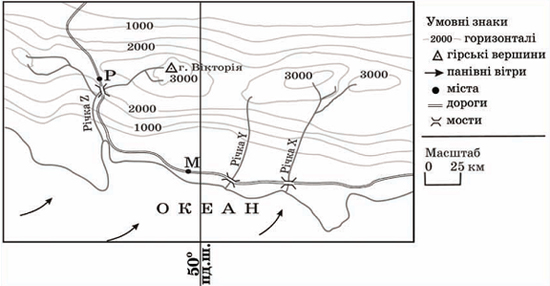 1000
2000
P
г. Вікторія
3000
3000
3000
Річка Z
2000
1000
Річка Y
Річка X
М
О К Е А Н
50°
пд.ш.
Умовні знаки
2000 - горизонталі
гірські вершини
панівні вітри
міста
дороги
мости
Масштаб
0 25 км